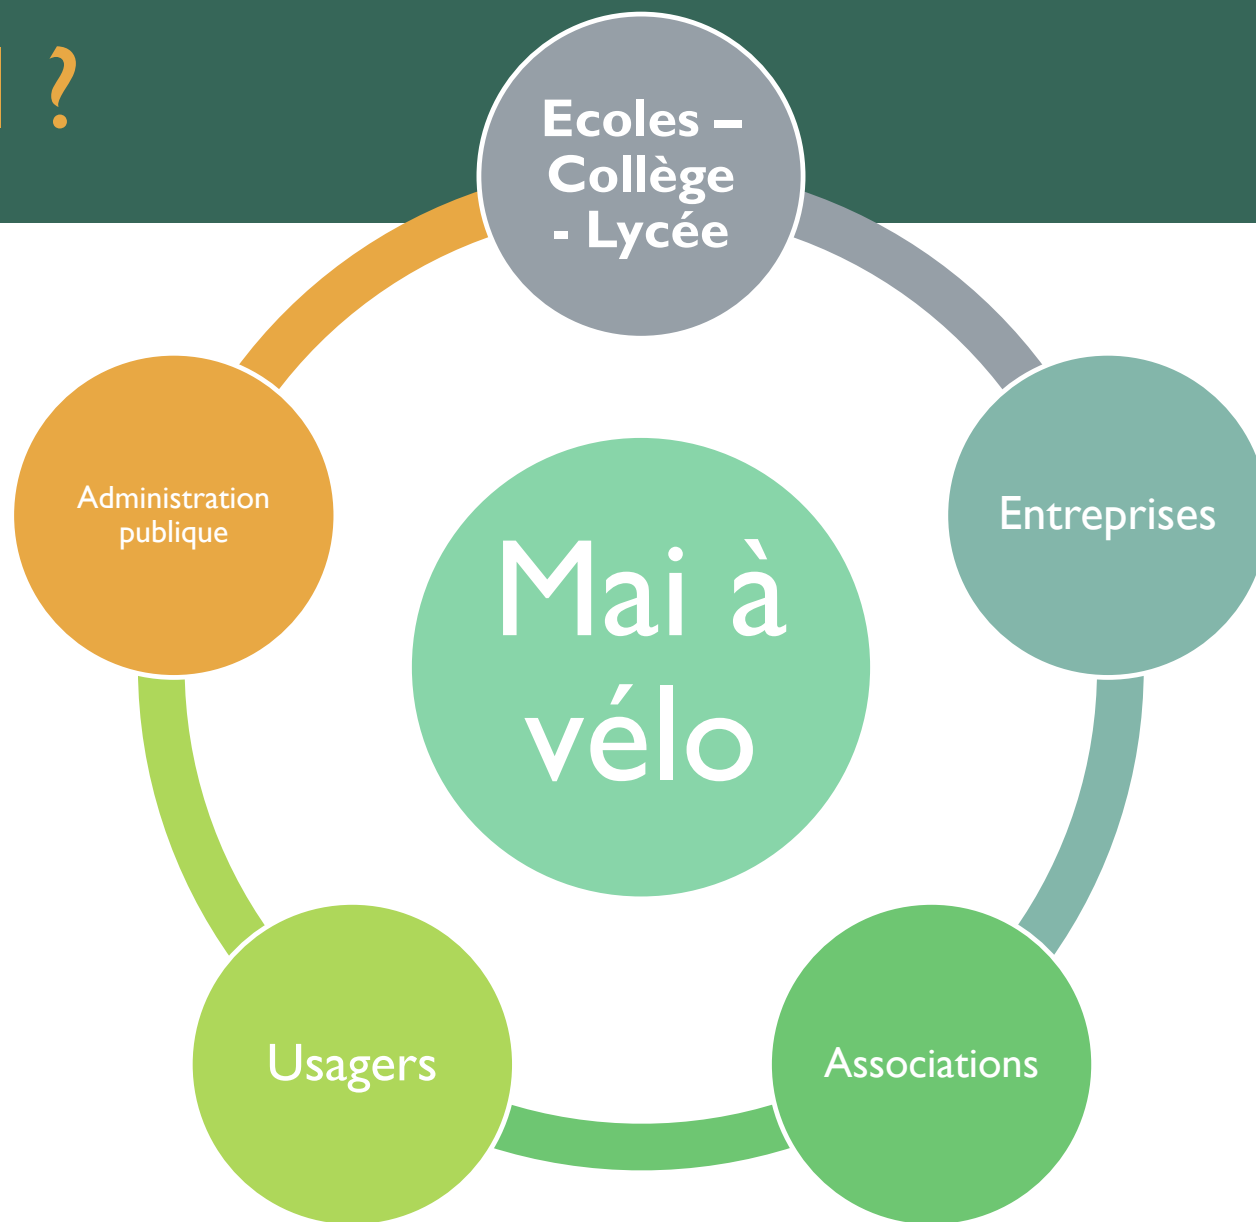 ?
Ecoles –
Collège
- Lycée
Administration
publique
Entreprises
Mai à
vélo
Usagers
Associations